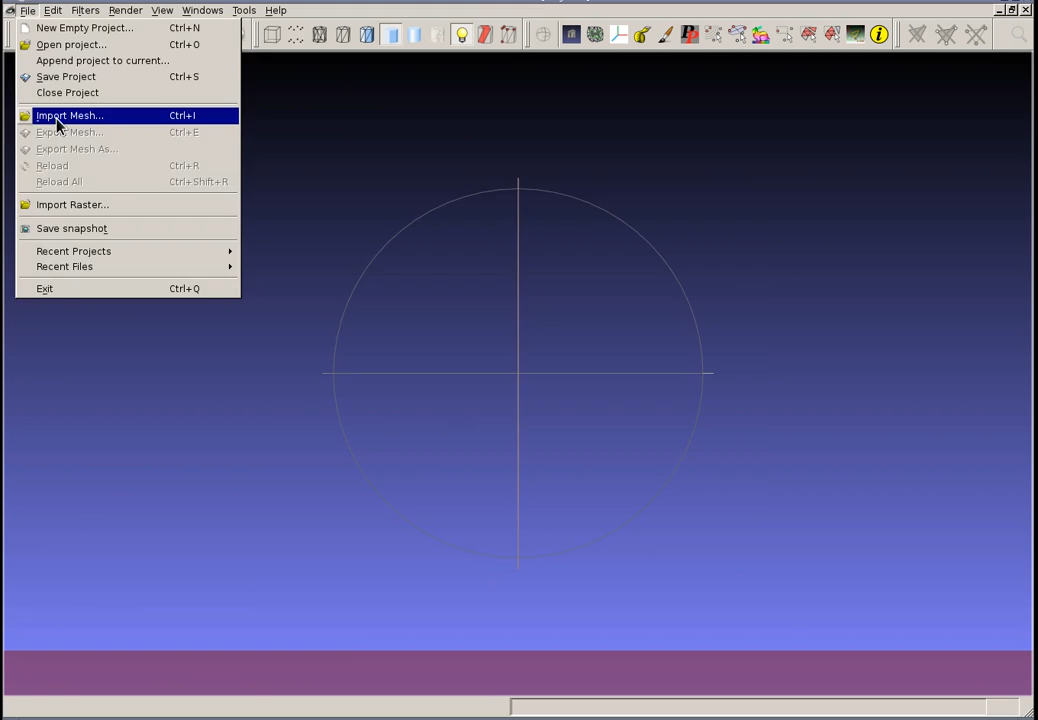 File Edit Filters Render View Windows Tools Help
New Empty Project... Ctrl+N
Open project... Ctrl+O
Append project to current...
Save Project Ctrl+S
Close Project
Import Mesh... Ctrl+I
Export Mesh... Ctrl+E
Export Mesh As...
Reload Ctrl+R
Reload All Ctrl+Shift+R
Import Raster...
Save snapshot
Recent Projects
Recent Files
Exit Ctrl+Q